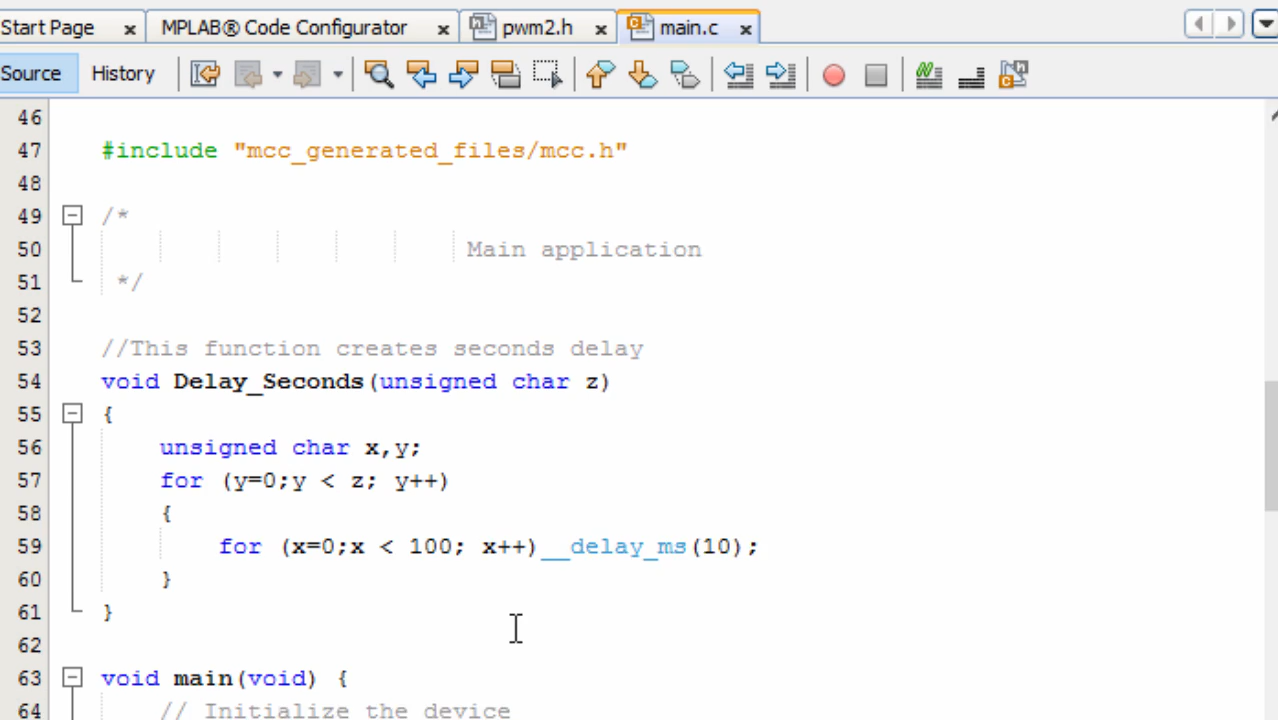 Start Page x MPLAB® Code Configurator x pwm2.h x main.c x
Source History
46
47 #include "mcc_generated_files/mcc.h"
48
49 /*
50 Main application
51 */
52
53 //This function creates seconds delay
54 void Delay_Seconds(unsigned char z)
55 {
56 unsigned char x,y;
57 for (y=0;y < z; y++)
58 {
59 for (x=0;x < 100; x++)__delay_ms(10);
60 }
61 }
62
63 void main(void) {
64 // Initialize the device